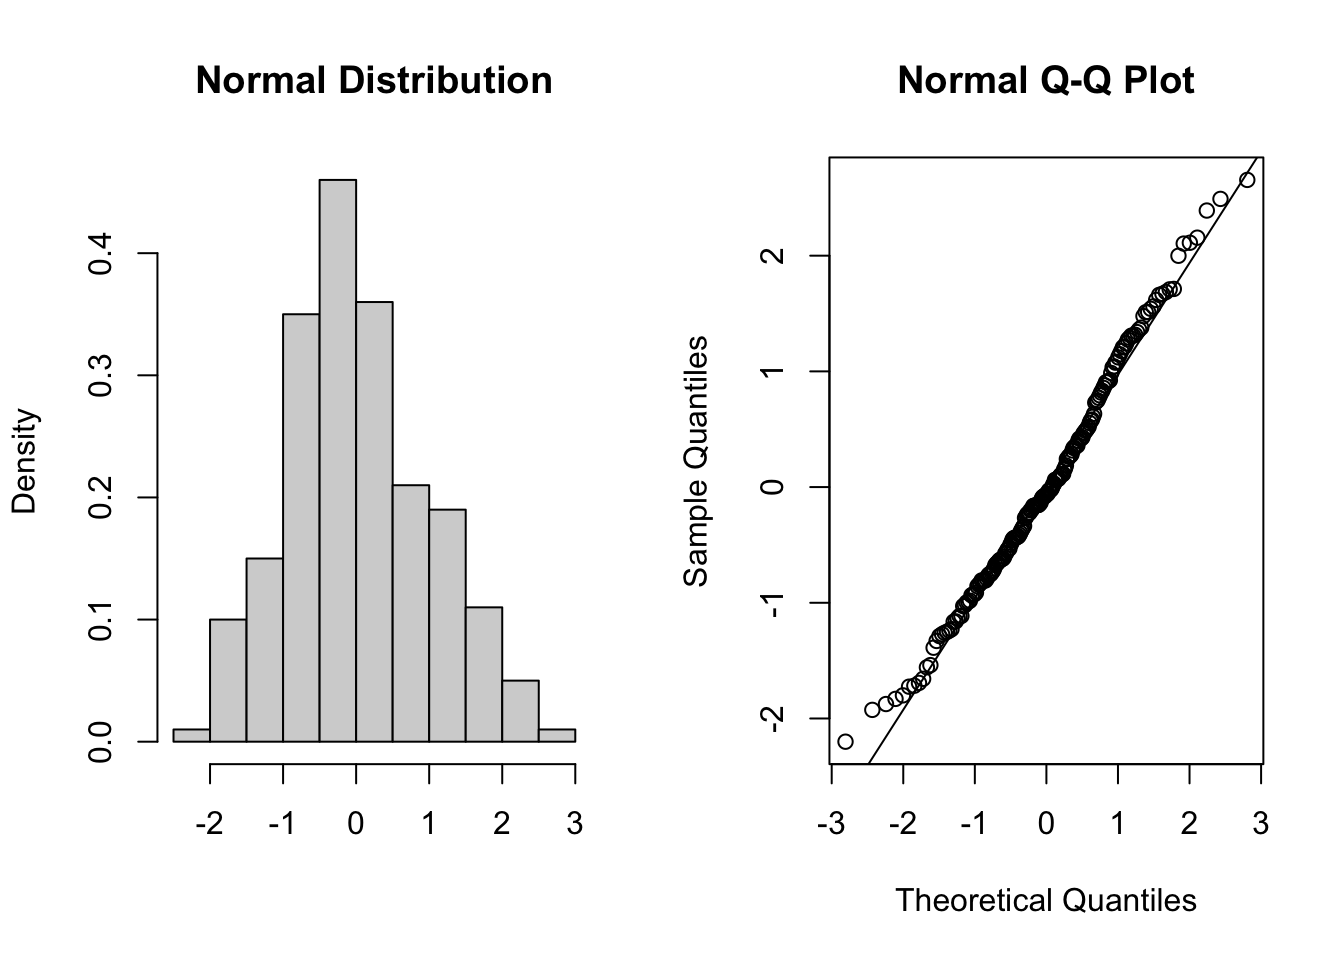 Normal Distribution
Density
0.0 0.1 0.2 0.3 0.4
-2 -1 0 1 2 3
Normal Q-Q Plot
Sample Quantiles
-2 -1 0 1 2
-3 -2 -1 0 1 2 3
Theoretical Quantiles